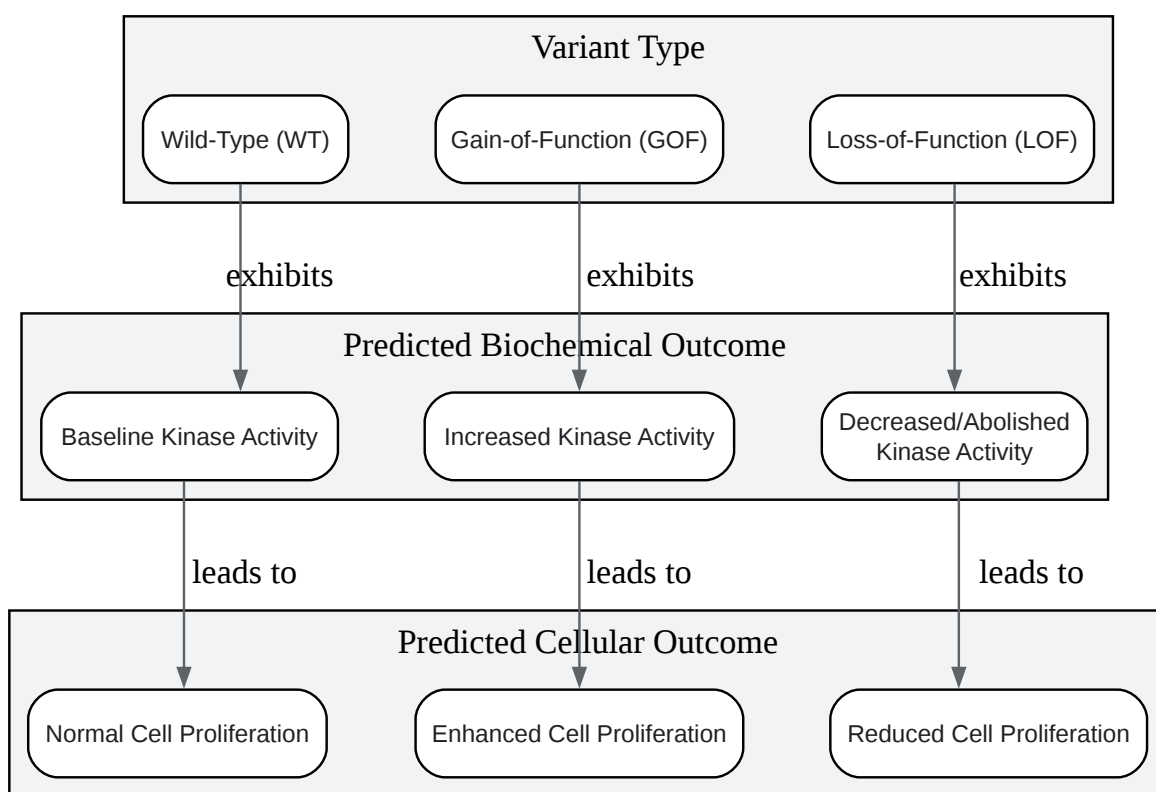 Variant Type
Wild-Type (WT)
Gain-of-Function (GOF)
Loss-of-Function (LOF)
exhibits
exhibits
exhibits
Predicted Biochemical Outcome
Baseline Kinase Activity
Increased Kinase Activity
Decreased/Abolished
Kinase Activity
leads to
leads to
leads to
Predicted Cellular Outcome
Normal Cell Proliferation
Enhanced Cell Proliferation
Reduced Cell Proliferation